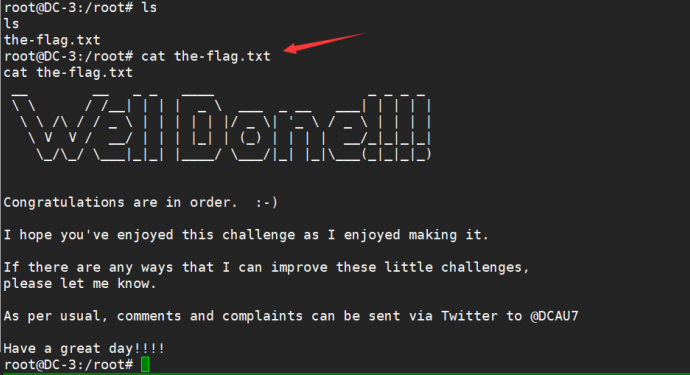 root@DC-3:/root# ls
ls
the-flag.txt
root@DC-3:/root# cat the-flag.txt
cat the-flag.txt
Well Done!!!!
Congratulations are in order.  :-)
I hope you've enjoyed this challenge as I enjoyed making it.
If there are any ways that I can improve these little challenges,
please let me know.
As per usual, comments and complaints can be sent via Twitter to @DCAU7
Have a great day!!!!
root@DC-3:/root#